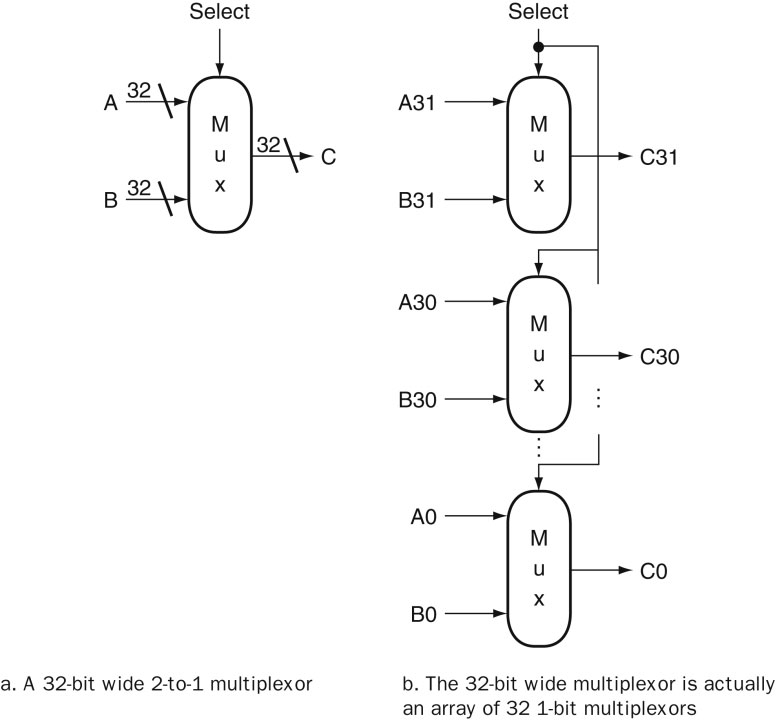 Select
A
32
B
32
M
u
x
32
C
a. A 32-bit wide 2-to-1 multiplexor
Select
A31
B31
M
u
x
C31
A30
B30
M
u
x
C30
A0
B0
M
u
x
C0
b. The 32-bit wide multiplexor is actually
an array of 32 1-bit multiplexors